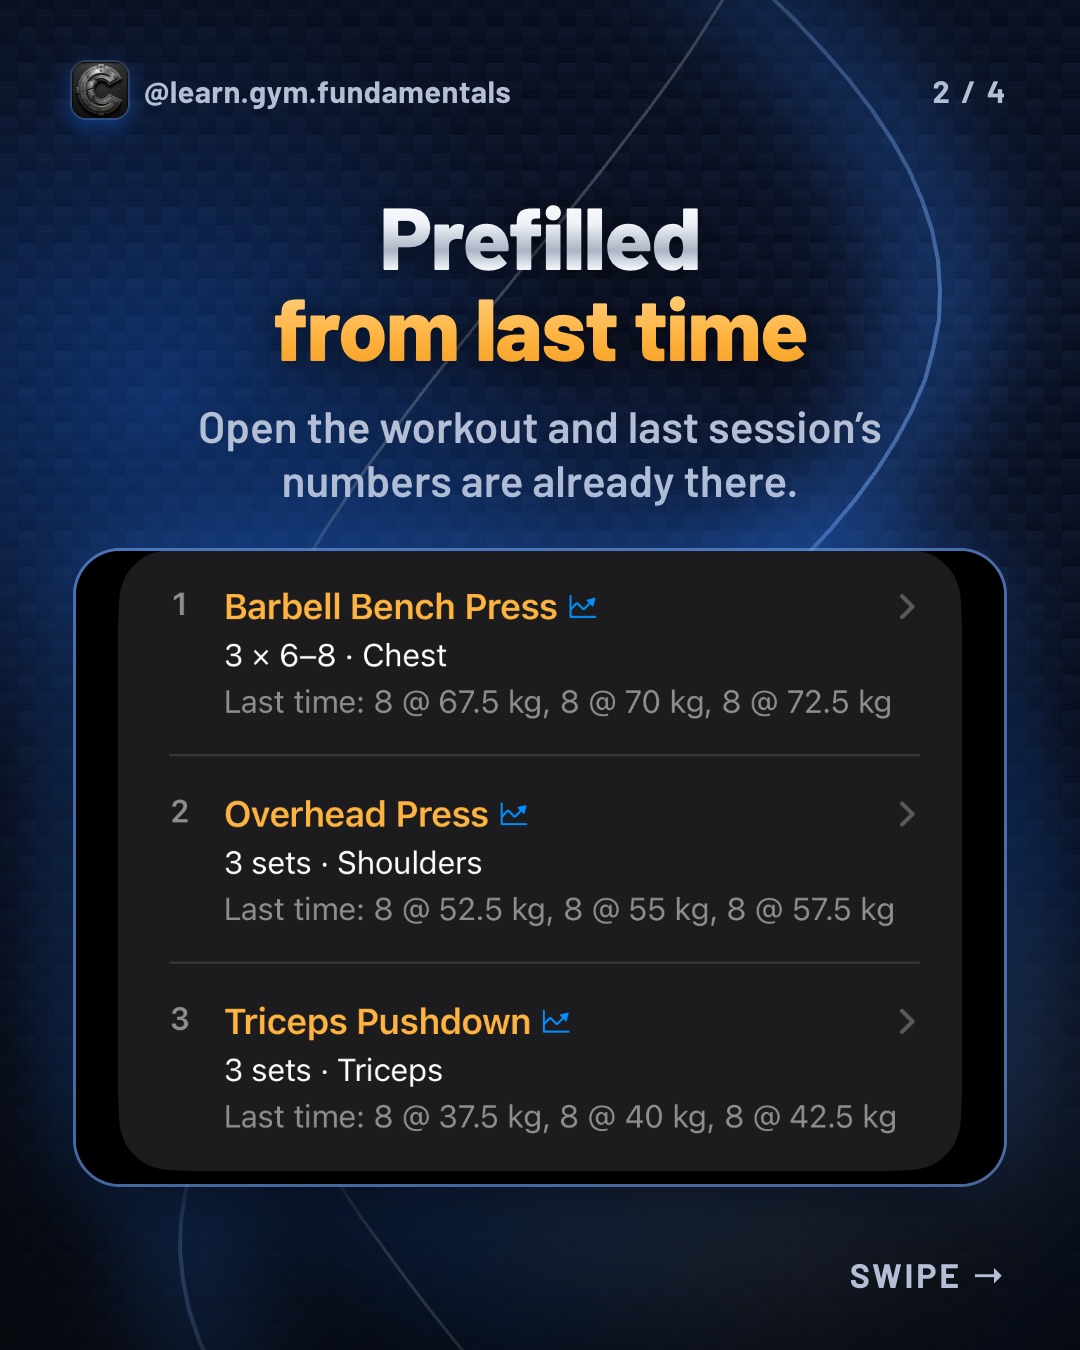 @learn.gym.fundamentals
2 / 4
Prefilled
from last time
Open the workout and last session’s
numbers are already there.
1 Barbell Bench Press
3 × 6–8 · Chest
Last time: 8 @ 67.5 kg, 8 @ 70 kg, 8 @ 72.5 kg
2 Overhead Press
3 sets · Shoulders
Last time: 8 @ 52.5 kg, 8 @ 55 kg, 8 @ 57.5 kg
3 Triceps Pushdown
3 sets · Triceps
Last time: 8 @ 37.5 kg, 8 @ 40 kg, 8 @ 42.5 kg
SWIPE →